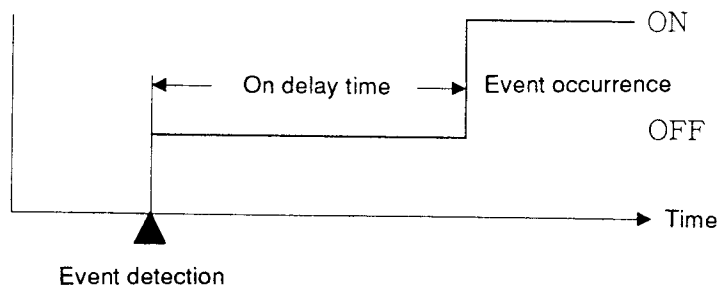 ON
On delay time
Event occurrence
OFF
Time
Event detection